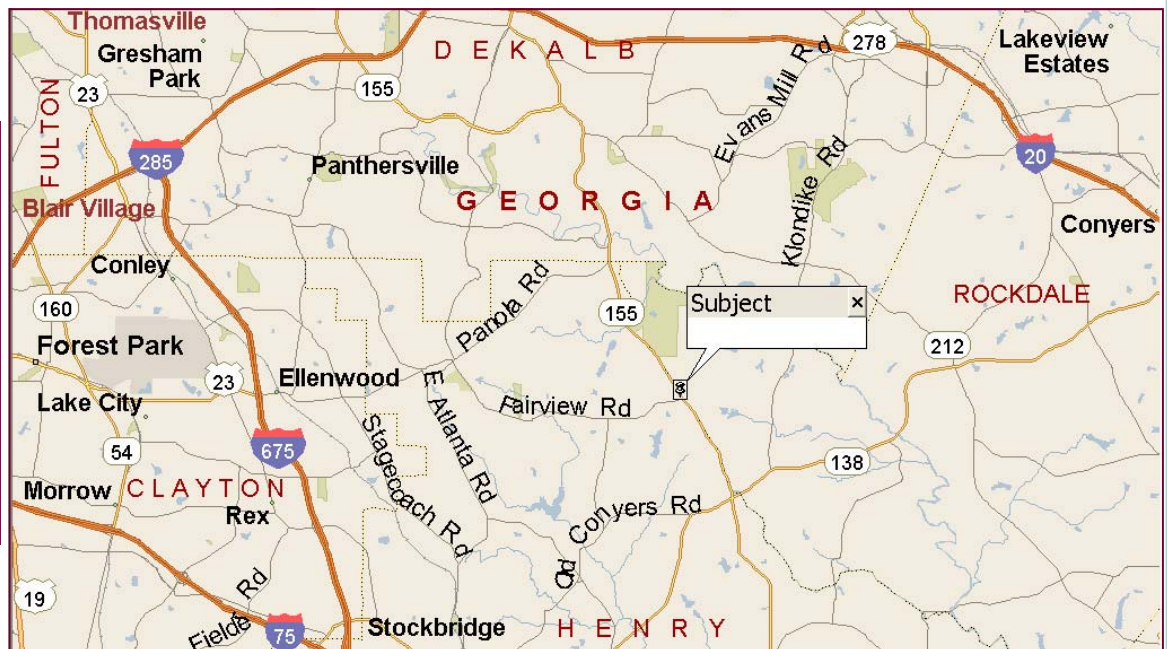 Thomasville
DEKALB
278
Lakeview
Estates
Gresham
Park
23
155
Evans Mill Rd
FULTON
285
Panthersville
20
Klondike Rd
GEORGIA
Blair Village
Conyers
Conley
Panola Rd
Subject
ROCKDALE
160
155
Forest Park
212
23
Ellenwood
Lake City
Fairview Rd
E Atlanta Rd
Stagecoach Rd
675
54
138
Morrow
CLAYTON
Rex
Old Conyers Rd
19
75
Stockbridge
HENRY